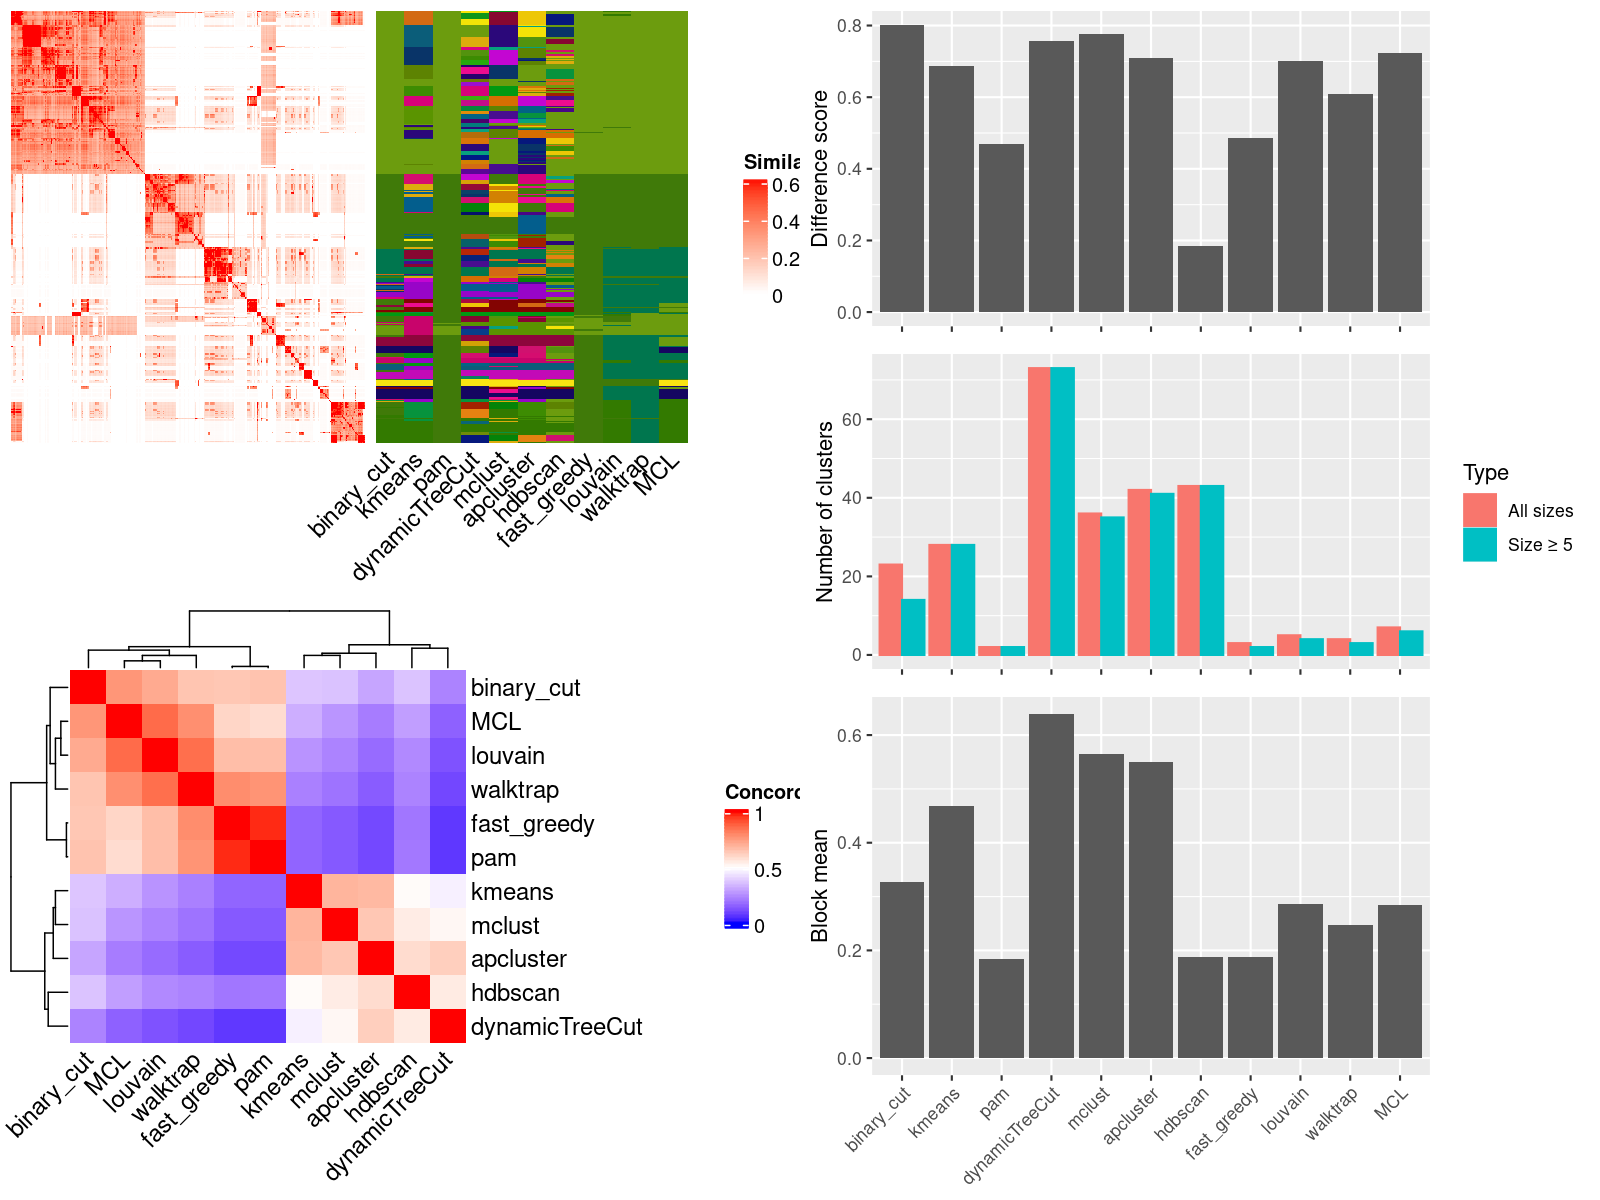 Simila
0.6
0.4
0.2
0
binary_cut
kmeans
pam
dynamicTreeCut
mclust
apcluster
hdbscan
fast_greedy
louvain
walktrap
MCL
binary_cut
MCL
louvain
walktrap
fast_greedy
pam
kmeans
mclust
apcluster
hdbscan
dynamicTreeCut
binary_cut
MCL
louvain
walktrap
fast_greedy
pam
kmeans
mclust
apcluster
hdbscan
dynamicTreeCut
Concord
1
0.5
0
Difference score
0.8
0.6
0.4
0.2
0.0
Number of clusters
60
40
20
0
Type
All sizes
Size ≥ 5
Block mean
0.6
0.4
0.2
0.0
binary_cut
kmeans
pam
dynamicTreeCut
mclust
apcluster
hdbscan
fast_greedy
louvain
walktrap
MCL